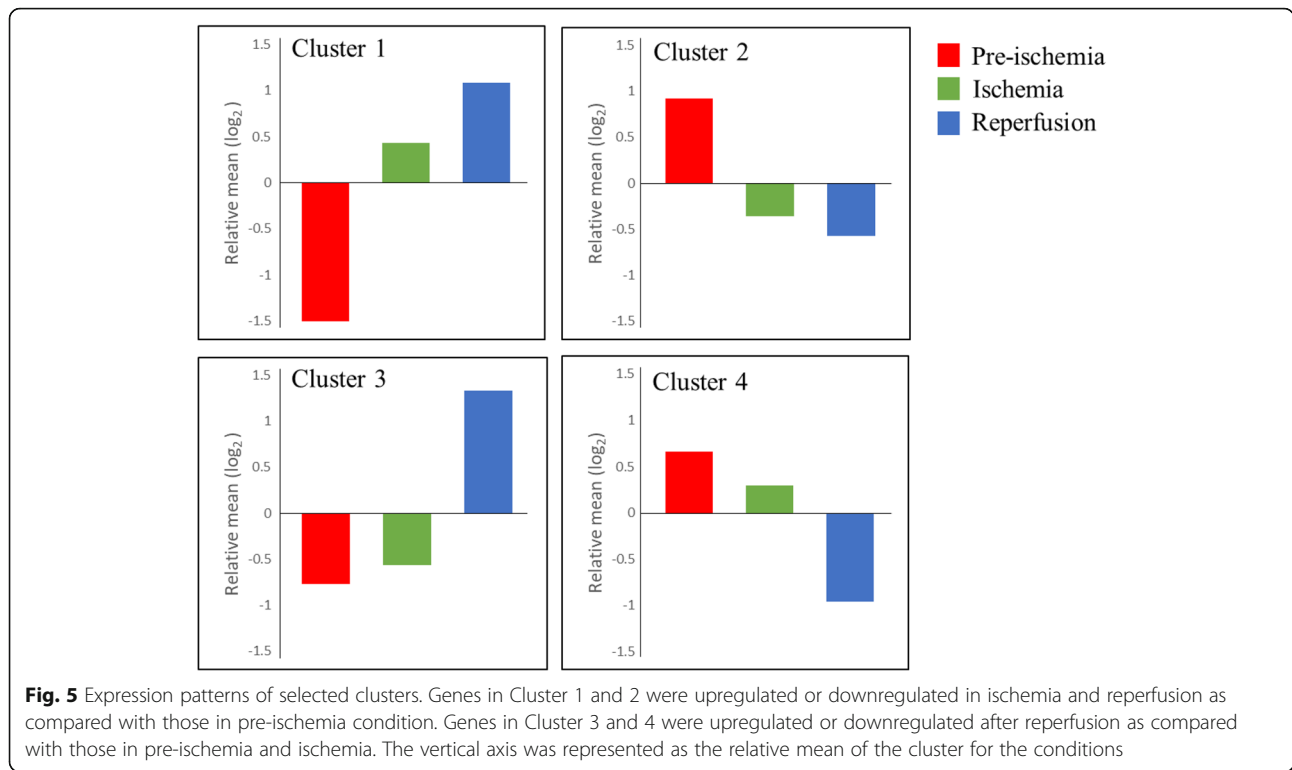 Cluster 1
Relative mean (log2)
1.5
1
0.5
0
-0.5
-1
-1.5
Cluster 2
Relative mean (log2)
1.5
1
0.5
0
-0.5
-1
-1.5
Pre-ischemia
Ischemia
Reperfusion
Cluster 3
Relative mean (log2)
1.5
1
0.5
0
-0.5
-1
-1.5
Cluster 4
Relative mean (log2)
1.5
1
0.5
0
-0.5
-1
-1.5
Fig. 5 Expression patterns of selected clusters. Genes in Cluster 1 and 2 were upregulated or downregulated in ischemia and reperfusion as
compared with those in pre-ischemia condition. Genes in Cluster 3 and 4 were upregulated or downregulated after reperfusion as compared
with those in pre-ischemia and ischemia. The vertical axis was represented as the relative mean of the cluster for the conditions